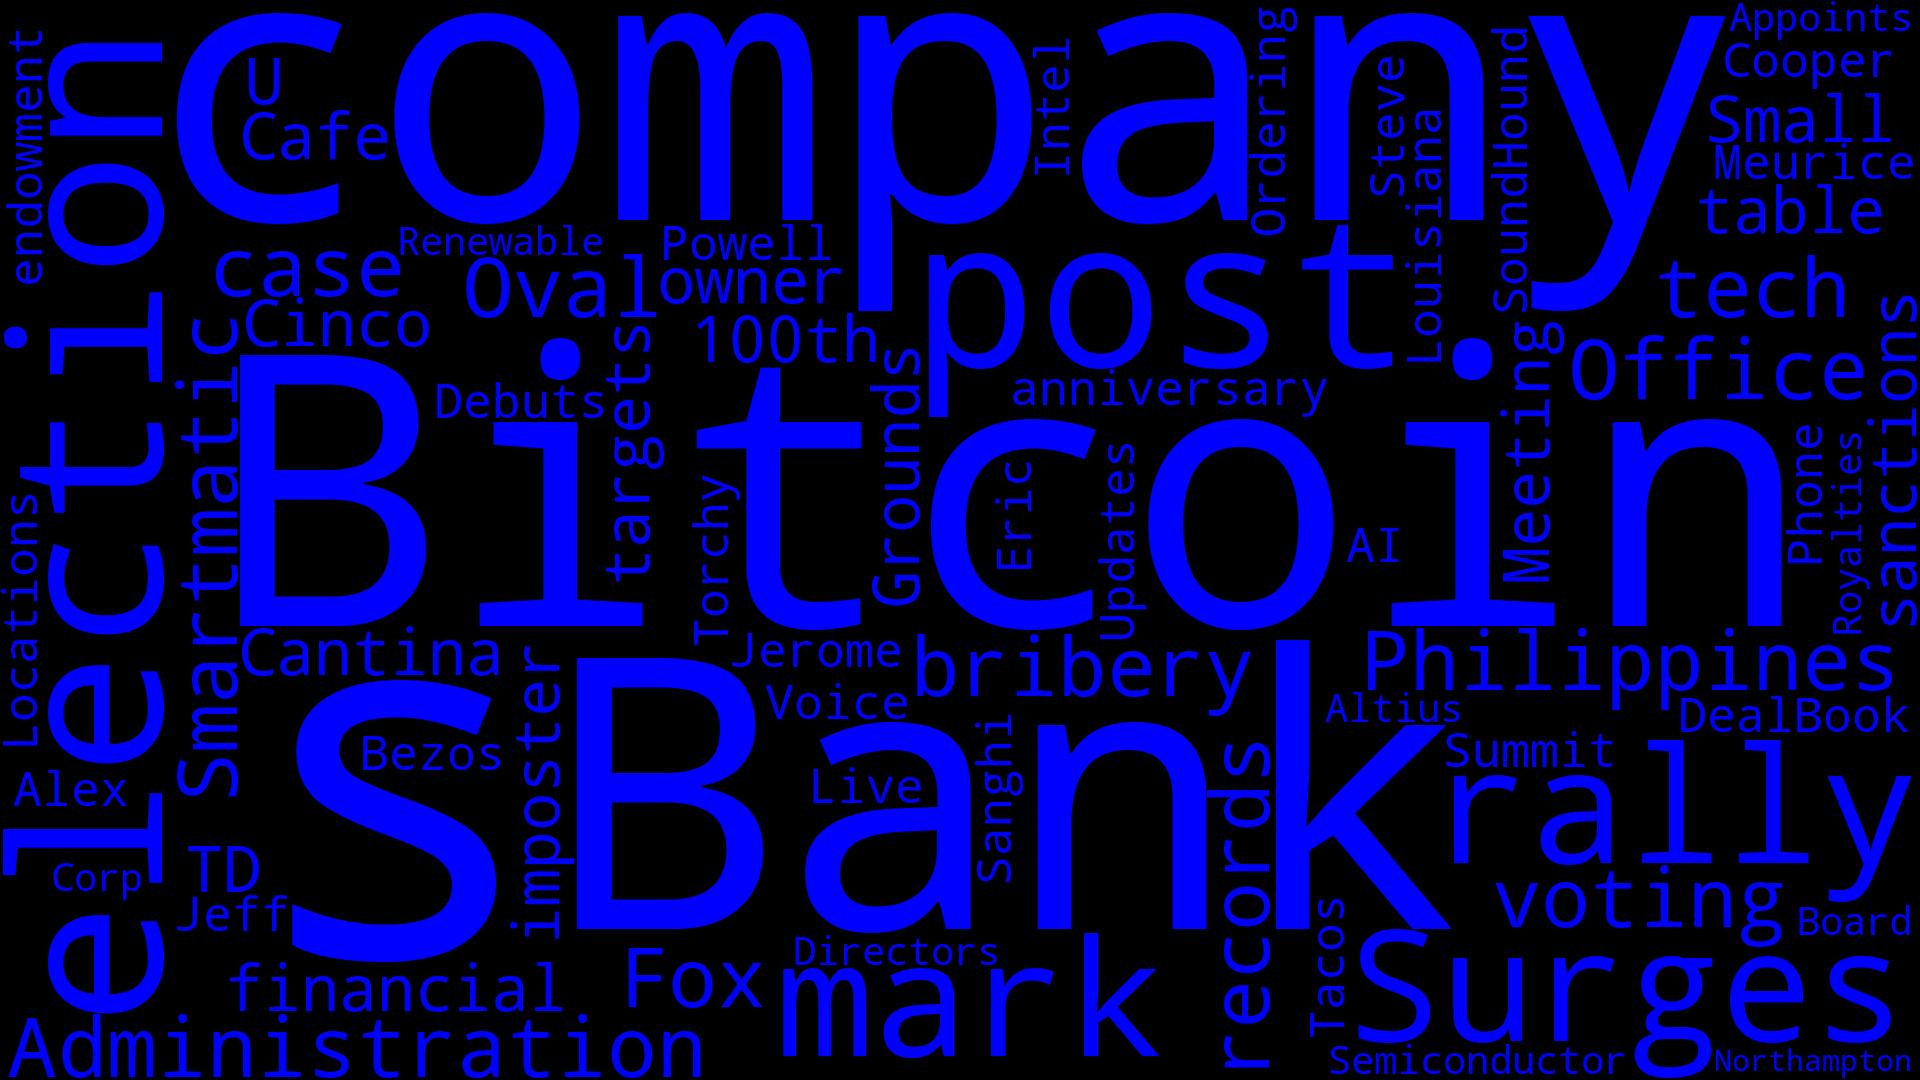 company
election
endowment
U
Cafe
Intel
Ordering
Steve
Louisiana
SoundHound
Appoints
Cooper
Small
Meurice
table
case
Renewable
Powell
Oval
owner
post
tech
Cinco
100th
Office
Smartmatic
Bitcoin
Debuts
targets
Grounds
anniversary
Meeting
sanctions
Torchy
Eric
Updates
AI
Phone
Royalties
Locations
Cantina
Jerome
bribery
Philippines
sBank
imposter
Voice
Altius
DealBook
Bezos
Live
Sanghi
records
Summit
rally
Alex
Corp
TD
Jeff
voting
Board
financial
Fox
Directors
mark
Tacos
Surges
Administration
Semiconductor
Northampton